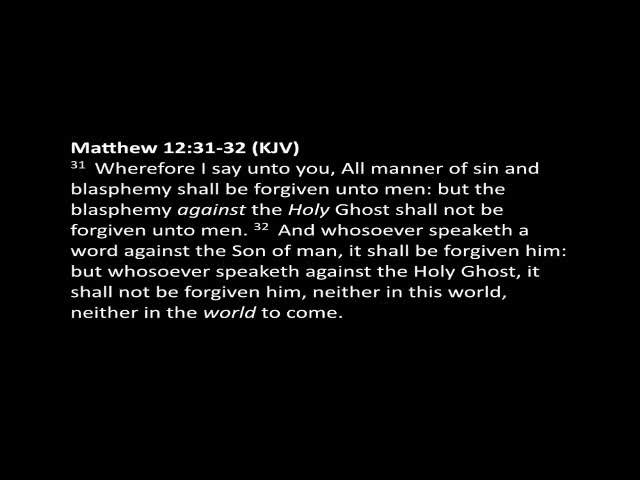 Matthew 12:31-32 (KJV)
31 Wherefore I say unto you, All manner of sin and
blasphemy shall be forgiven unto men: but the
blasphemy against the Holy Ghost shall not be
forgiven unto men. 32 And whosoever speaketh a
word against the Son of man, it shall be forgiven him:
but whosoever speaketh against the Holy Ghost, it
shall not be forgiven him, neither in this world,
neither in the world to come.